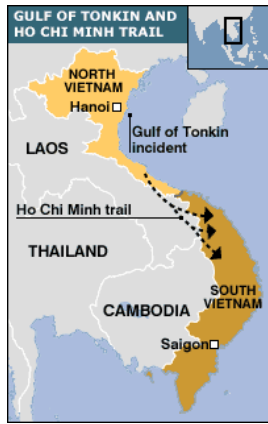 GULF OF TONKIN AND
HO CHI MINH TRAIL
NORTH
VIETNAM
Hanoi
Gulf of Tonkin
incident
LAOS
Ho Chi Minh trail
THAILAND
SOUTH
VIETNAM
CAMBODIA
Saigon